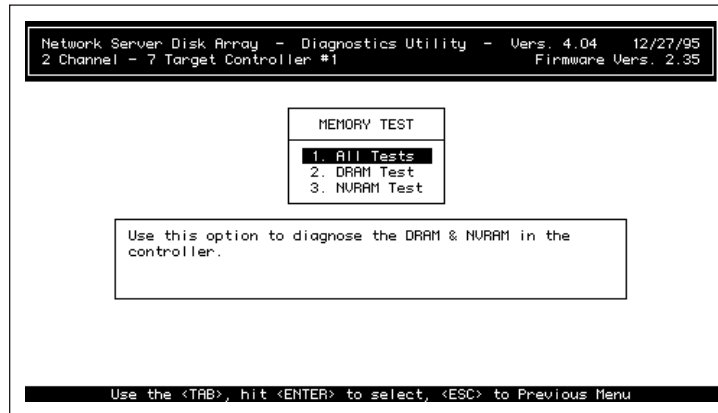 Network Server Disk Array - Diagnostics Utility - Vers. 4.04 12/27/95
2 Channel - 7 Target Controller #1 Firmware Vers. 2.35
MEMORY TEST
1. All Tests
2. DRAM Test
3. NVRAM Test
Use this option to diagnose the DRAM & NVRAM in the
controller.
Use the <TAB>, hit <ENTER> to select, <ESC> to Previous Menu